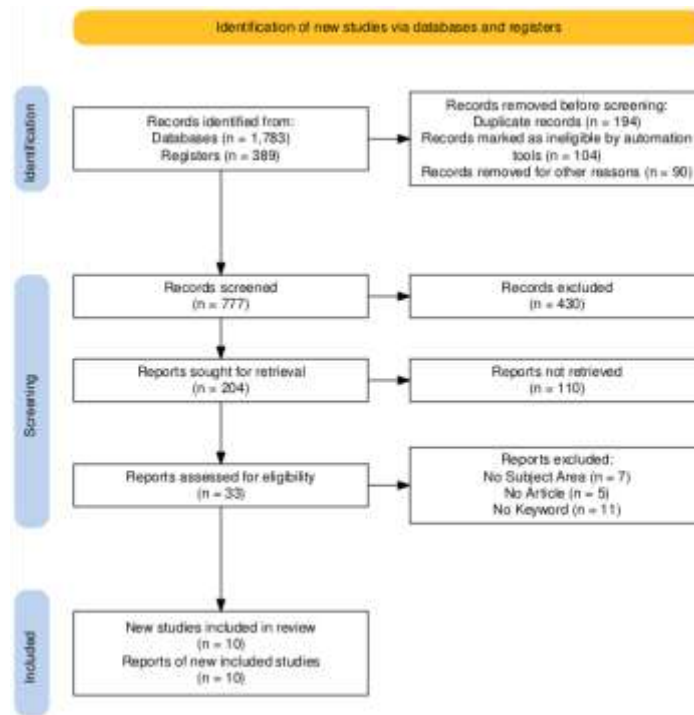 Identification of new studies via databases and registers
Identification
Records identified from:
Databases (n = 1,783)
Registers (n = 389)
Records removed before screening:
Duplicate records (n = 194)
Records marked as ineligible by automation
tools (n = 104)
Records removed for other reasons (n = 90)
Screening
Records screened
(n = 777)
Records excluded
(n = 430)
Reports sought for retrieval
(n = 204)
Reports not retrieved
(n = 110)
Reports assessed for eligibility
(n = 33)
Reports excluded:
No Subject Area (n = 7)
No Article (n = 5)
No Keyword (n = 11)
Included
New studies included in review
(n = 10)
Reports of new included studies
(n = 10)